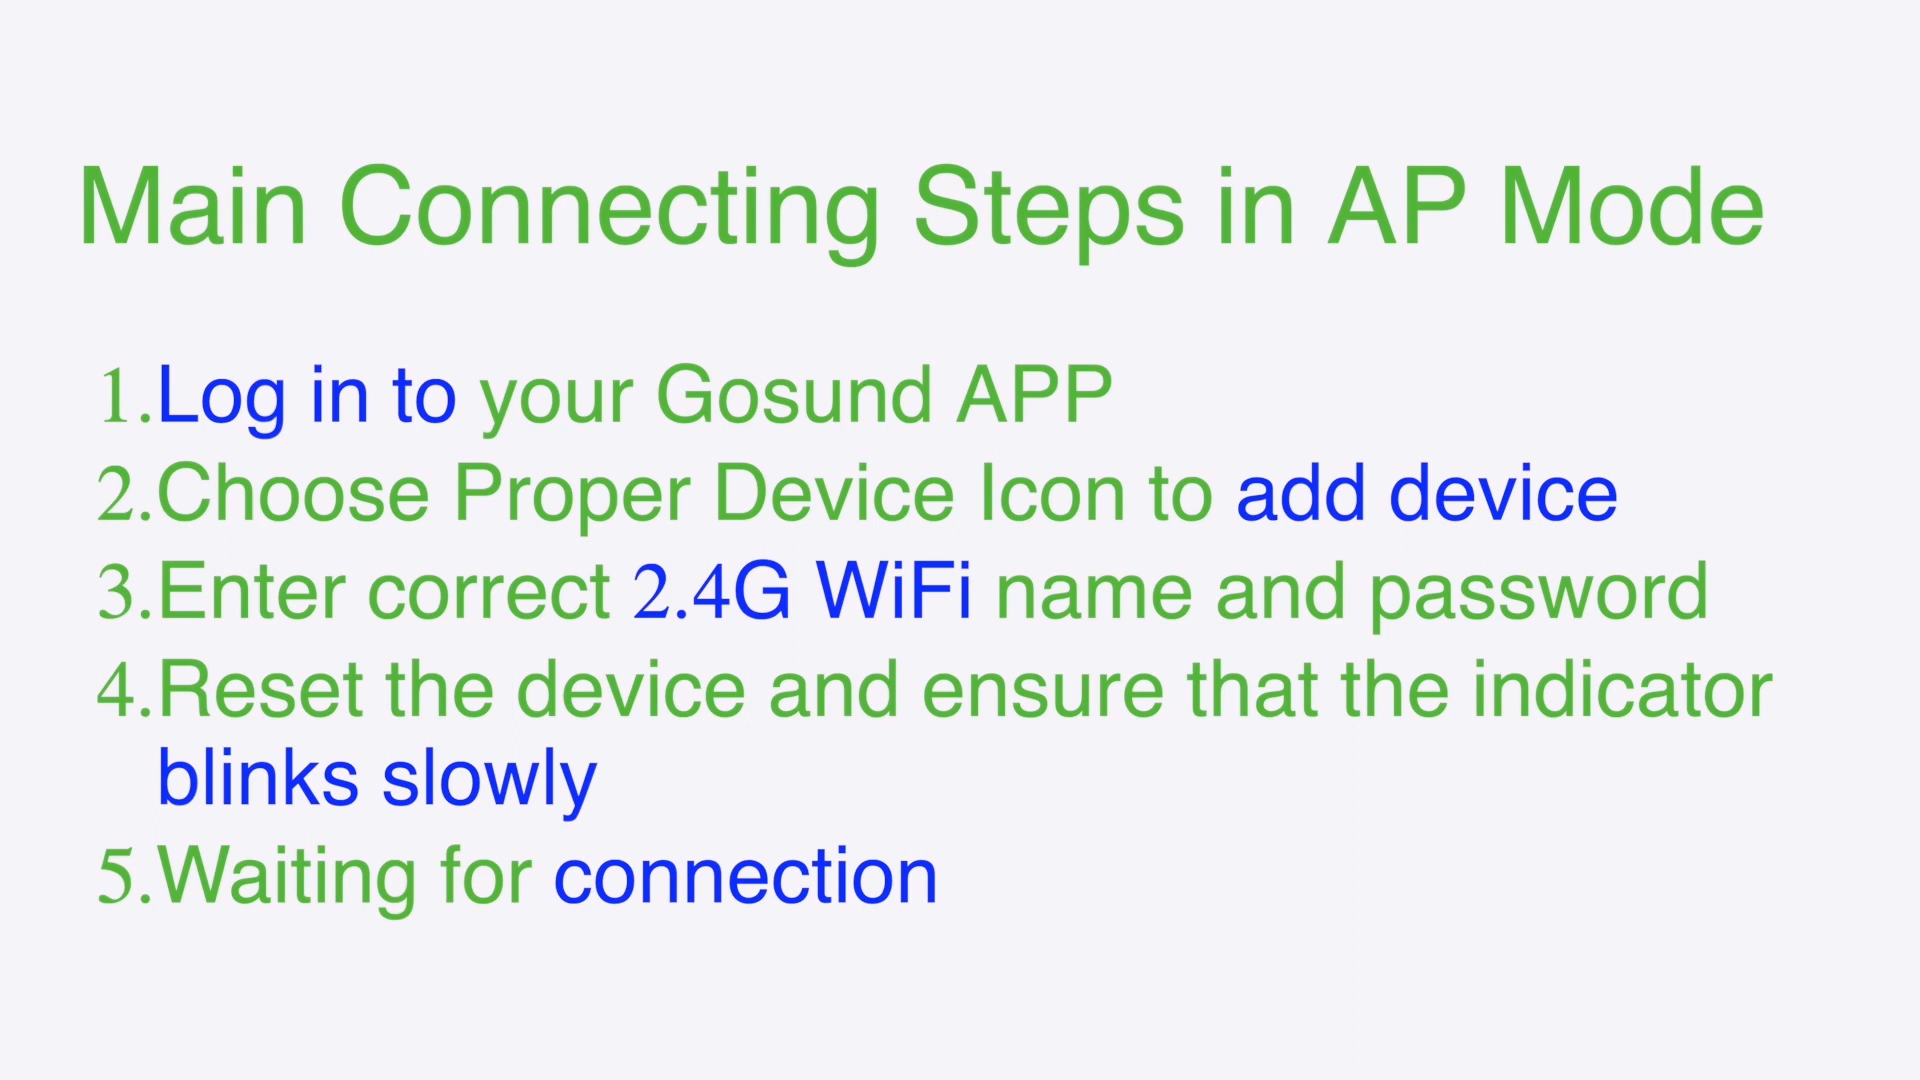 Main Connecting Steps in AP Mode
1.Log in to your Gosund APP
2.Choose Proper Device Icon to add device
3.Enter correct 2.4G WiFi name and password
4.Reset the device and ensure that the indicator
blinks slowly
5.Waiting for connection